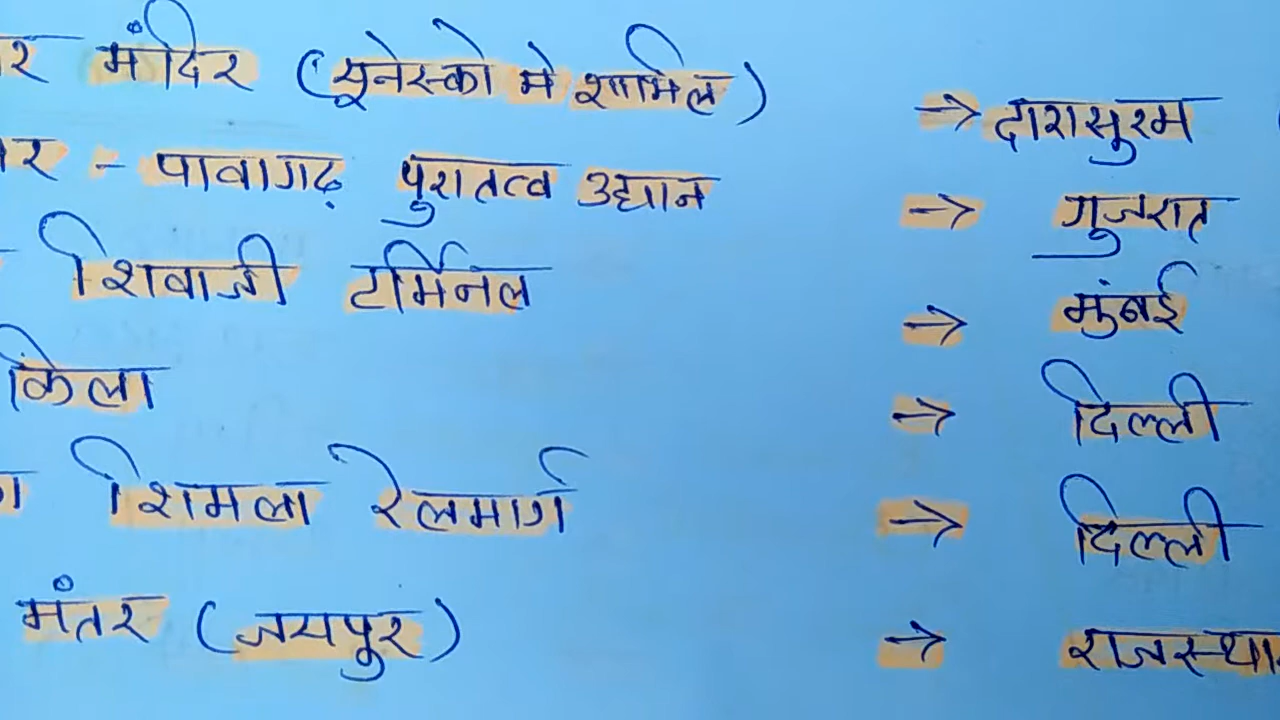 र मंदिर (यूनेस्को मे शामिल) → दारासुरम
र - पावागढ़ पुरातत्व उद्यान → गुजरात
शिवाजी टर्मिनल → मुंबई
किला → दिल्ली
शिमला रेलमार्ग → दिल्ली
मंतर (जयपुर) → राजस्था